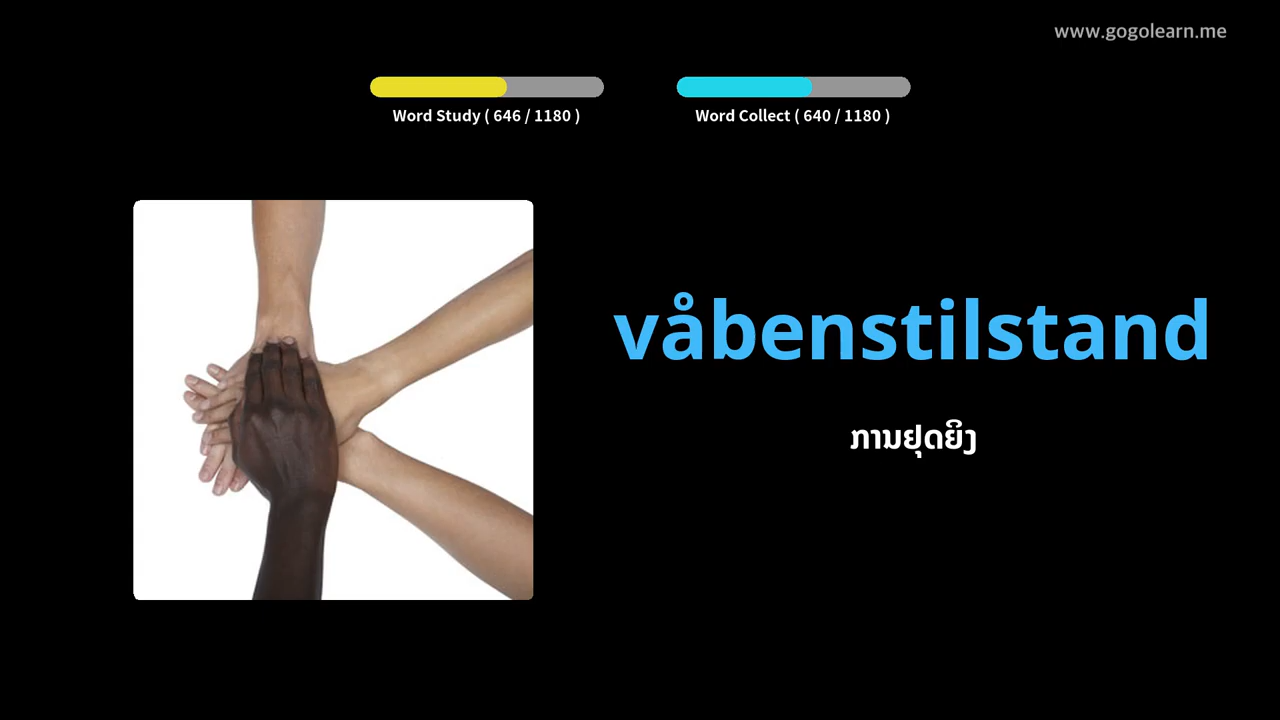 www.gogolearn.me
Word Study ( 646 / 1180 )
Word Collect ( 640 / 1180 )
våbenstilstand
ການຢຸດຍິງ